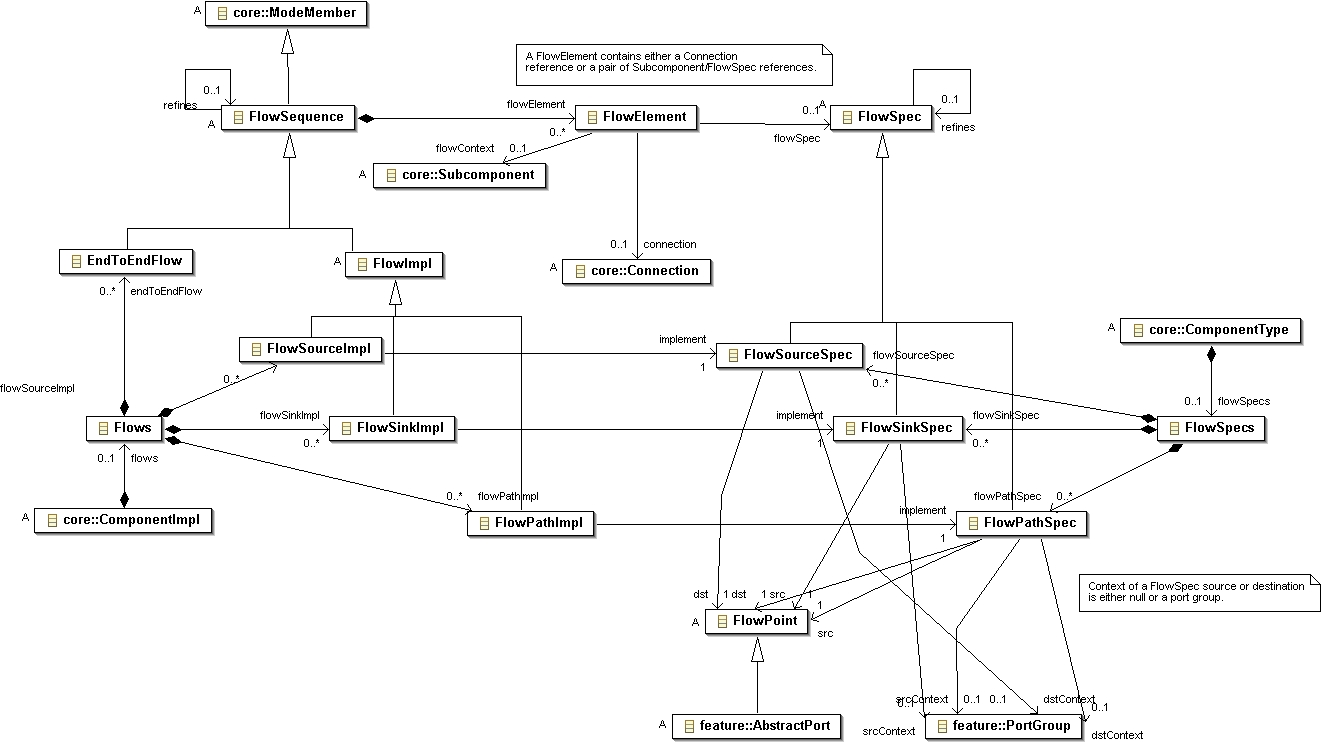 A core::ModeMember
A FlowElement contains either a Connection
reference or a pair of Subcomponent/FlowSpec references.
0..1
refines
A FlowSequence
flowElement
0..*
FlowElement
0..1
flowSpec
A FlowSpec
0..1
refines
flowContext 0..1
A core::Subcomponent
0..1 connection
A core::Connection
EndToEndFlow
A FlowImpl
0..* endToEndFlow
A core::ComponentType
FlowSourceImpl
implement
1
FlowSourceSpec
flowSourceSpec
0..*
flowSourceImpl
0..*
0..1 flowSpecs
Flows
flowSinkImpl
0..*
FlowSinkImpl
implement
1
FlowSinkSpec
flowSinkSpec
0..*
FlowSpecs
0..1 flows
A core::ComponentImpl
0..* flowPathImpl
FlowPathImpl
implement
1
flowPathSpec 0..*
FlowPathSpec
Context of a FlowSpec source or destination
is either null or a port group.
dst 1 dst 1 src 1
1
src
A FlowPoint
A feature::AbstractPort
srcContext 0..1 0..1 dstContext
0..1 0..1
srcContext
feature::PortGroup
dstContext